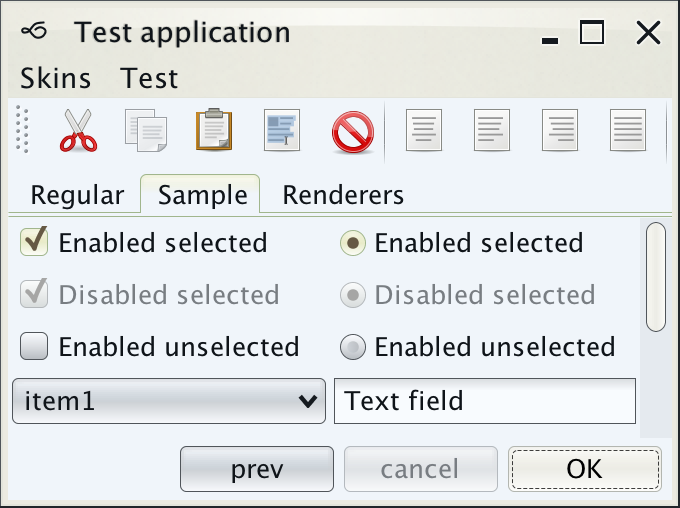 Test application
Skins Test
Regular Sample Renderers
Enabled selected Enabled selected
Disabled selected Disabled selected
Enabled unselected Enabled unselected
item1 Text field
prev cancel OK